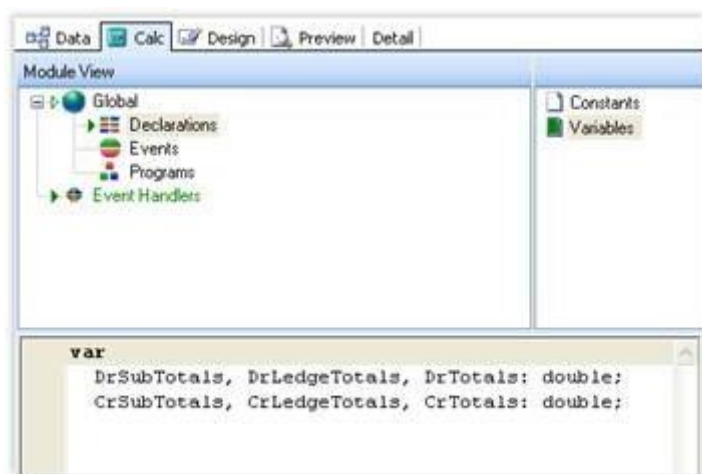 Data Calc Design Preview Detail
Module View
Global
Declarations
Events
Programs
Event Handlers
Constants
Variables
var
DrSubTotals, DrLedgeTotals, DrTotals: double;
CrSubTotals, CrLedgeTotals, CrTotals: double;